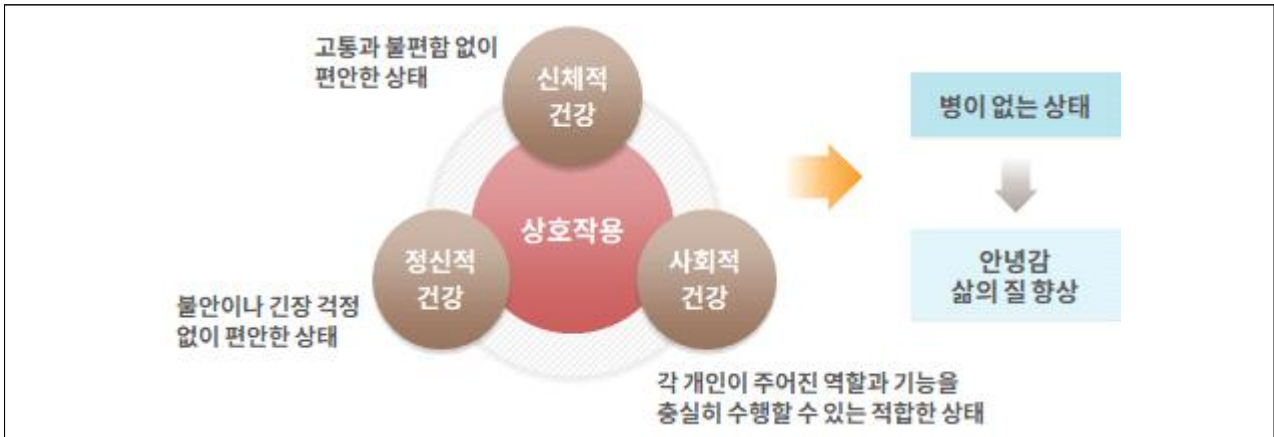 고통과 불편함 없이
편안한 상태
신체적
건강
상호작용
정신적
건강
불안이나 긴장 걱정
없이 편안한 상태
사회적
건강
각 개인이 주어진 역할과 기능을
충실히 수행할 수 있는 적합한 상태
병이 없는 상태
안녕감
삶의 질 향상